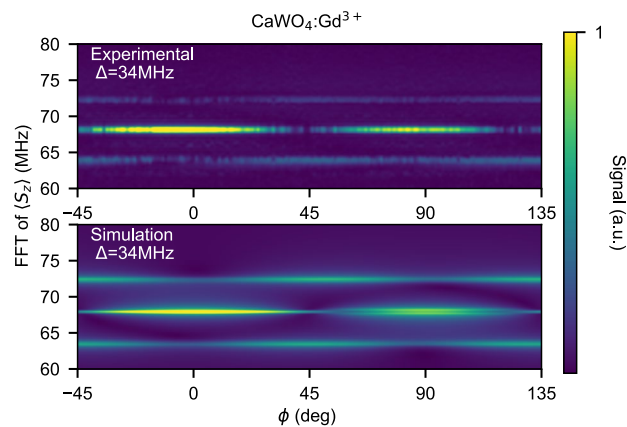 CaWO₄:Gd³⁺
80
75
70
65
60
Experimental
Δ=34MHz
−45
0
45
90
135
80
75
70
65
60
Simulation
Δ=34MHz
−45
0
45
90
135
ϕ (deg)
FFT of ⟨S_z⟩ (MHz)
1
0
Signal (a.u.)